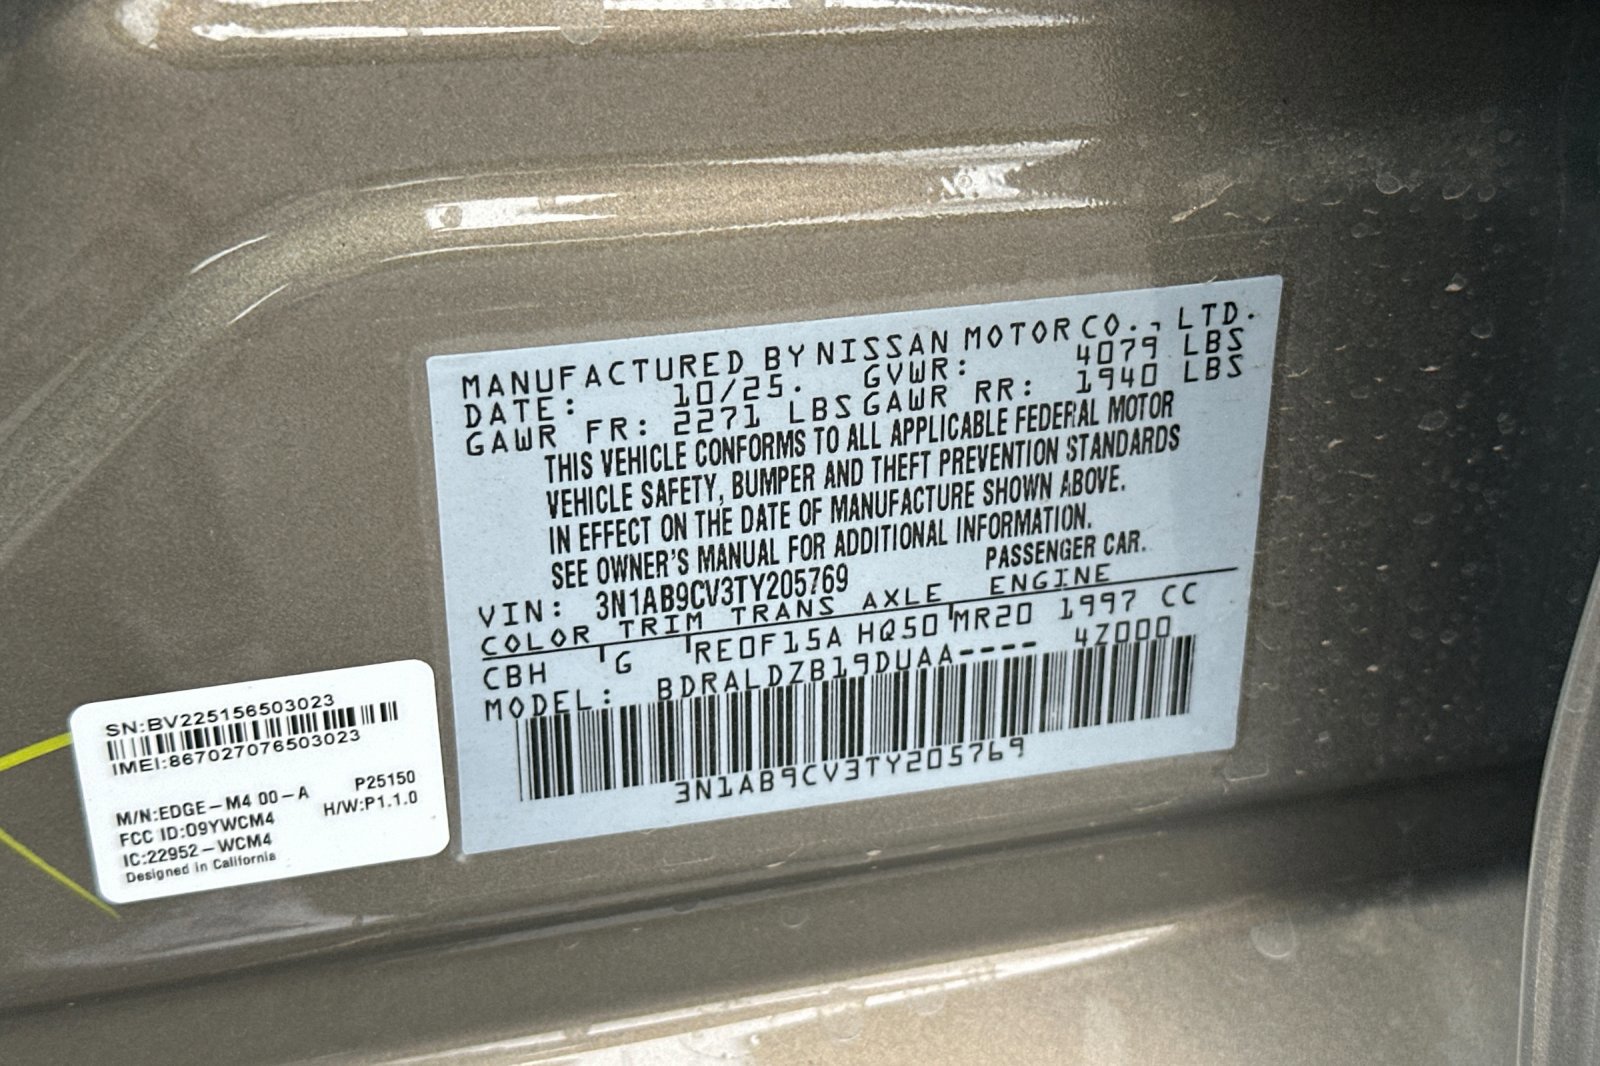 MANUFACTURED BY NISSAN MOTOR CO., LTD.
DATE: 10/25. GVWR: 4079 LBS
GAWR FR: 2271 LBS GAWR RR: 1940 LBS
THIS VEHICLE CONFORMS TO ALL APPLICABLE FEDERAL MOTOR
VEHICLE SAFETY, BUMPER AND THEFT PREVENTION STANDARDS
IN EFFECT ON THE DATE OF MANUFACTURE SHOWN ABOVE.
SEE OWNER'S MANUAL FOR ADDITIONAL INFORMATION.
VIN: 3N1AB9CV3TY205769 PASSENGER CAR.
COLOR TRIM TRANS AXLE ENGINE
CBH G RE0F15A HQ50 MR20 1997 CC
MODEL: BDRALDZB19DUAA---- 4Z000
3N1AB9CV3TY205769
SN:BV225156503023
IMEI:867027076503023
M/N:EDGE-M4 00-A P25150
FCC ID:09YWCM4 H/W:P1.1.0
IC:22952-WCM4
Designed in California